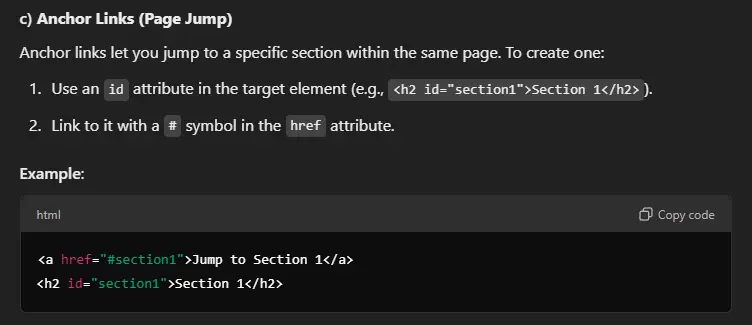 c) Anchor Links (Page Jump)
Anchor links let you jump to a specific section within the same page. To create one:
1. Use an id attribute in the target element (e.g., <h2 id="section1">Section 1</h2>).
2. Link to it with a # symbol in the href attribute.
Example:
html Copy code
<a href="#section1">Jump to Section 1</a>
<h2 id="section1">Section 1</h2>